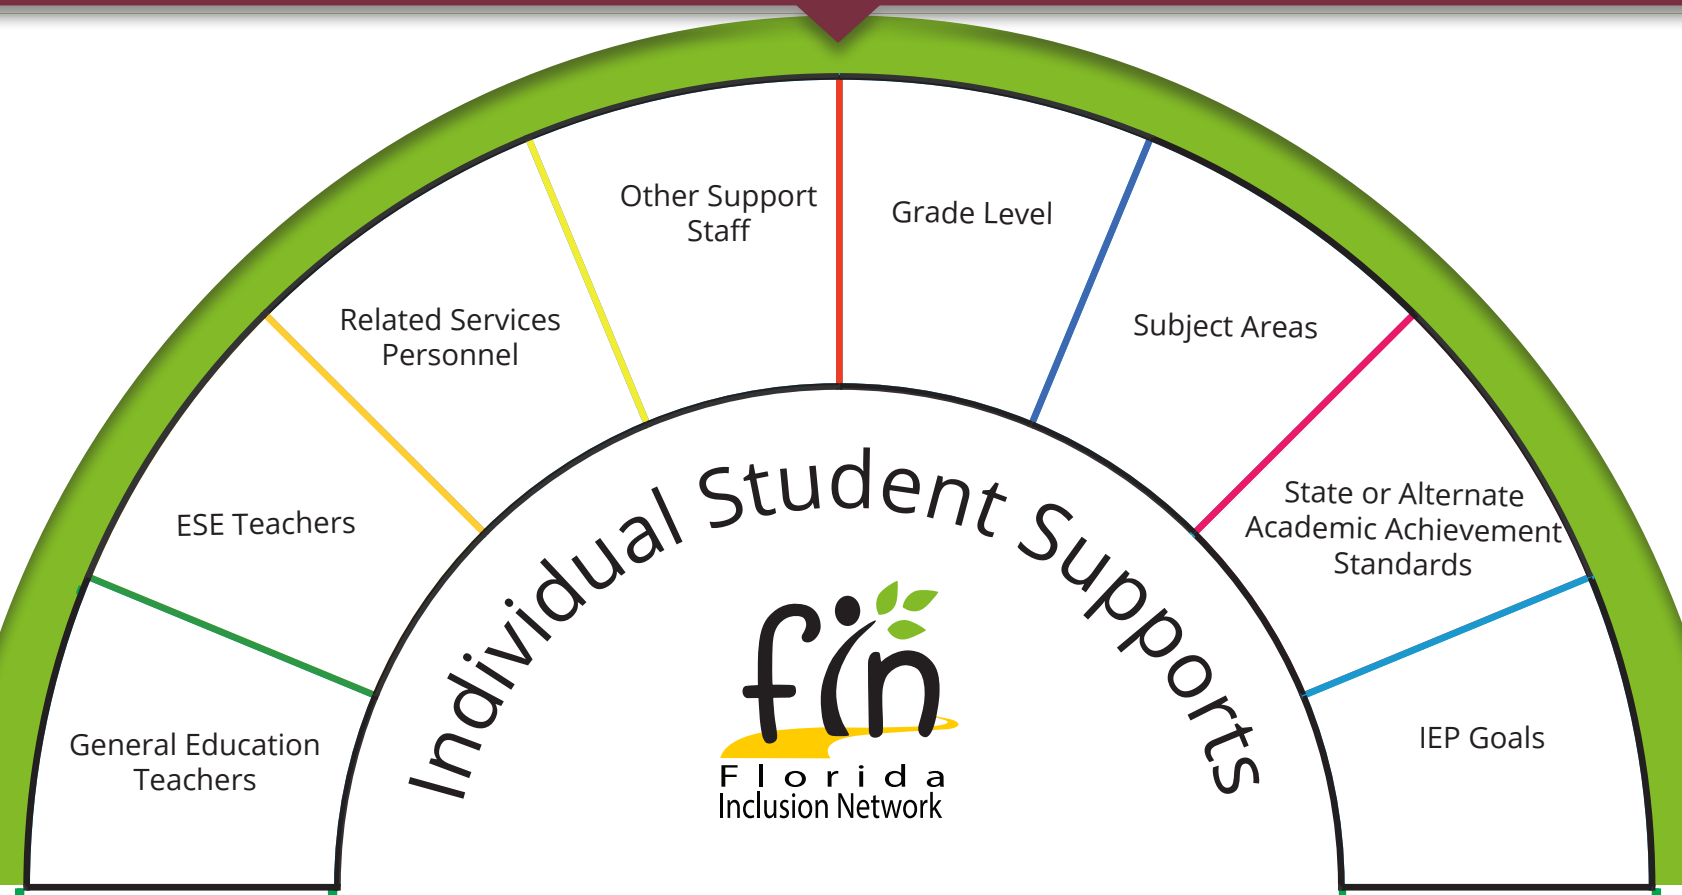 General Education
Teachers
ESE Teachers
Related Services
Personnel
Other Support
Staff
Grade Level
Subject Areas
State or Alternate
Academic Achievement
Standards
IEP Goals
Individual Student Supports
fin
Florida
Inclusion Network